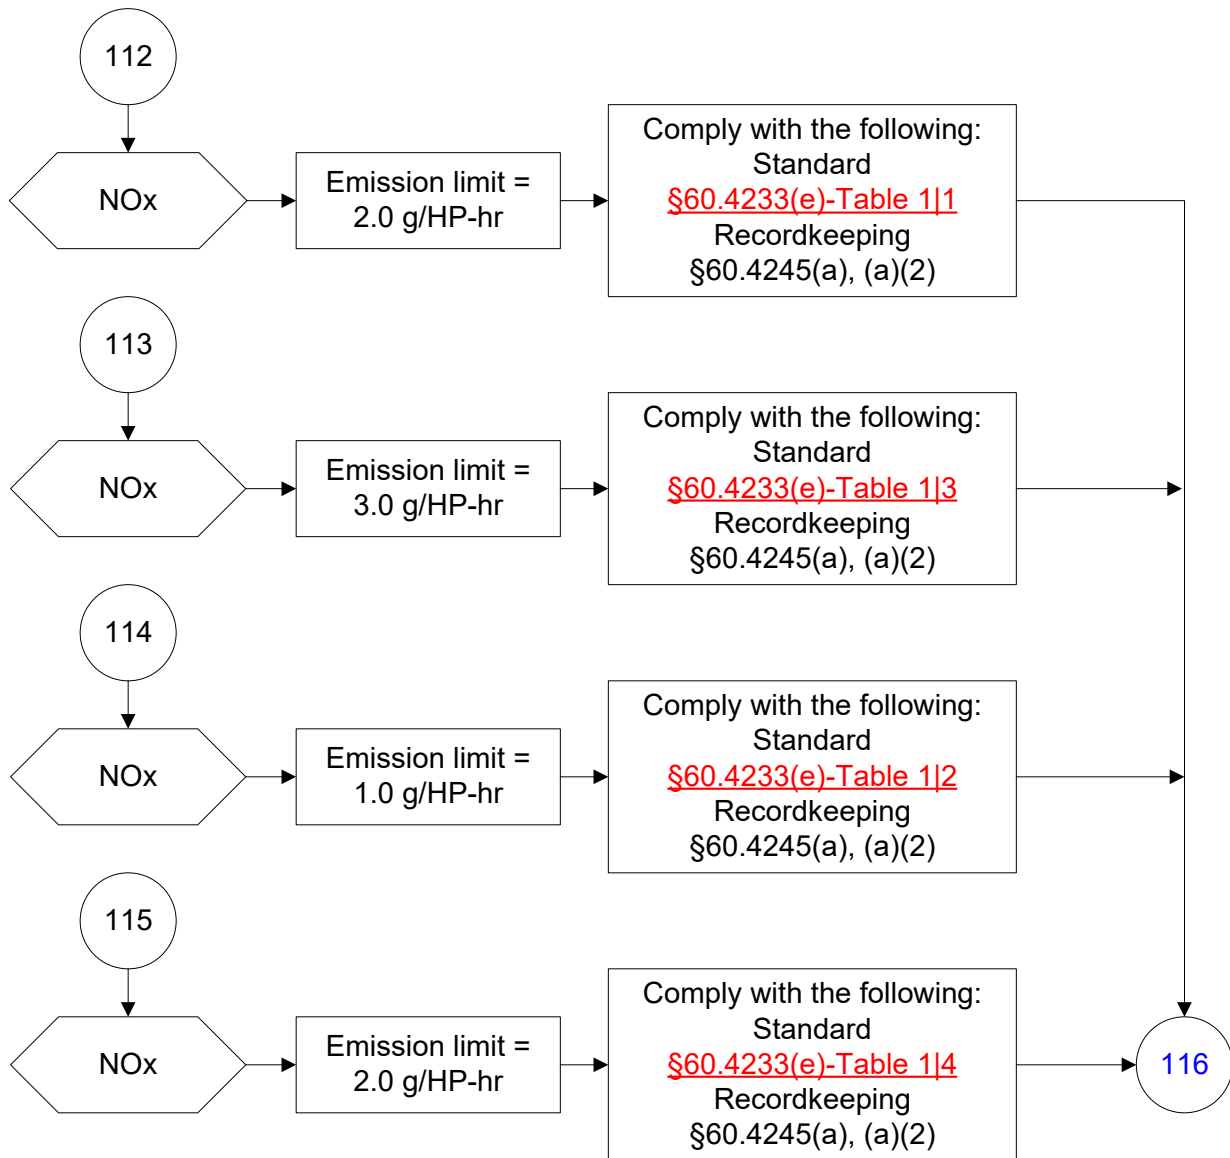 112
NOx
Emission limit =
2.0 g/HP-hr
Comply with the following:
Standard
§60.4233(e)-Table 1|1
Recordkeeping
§60.4245(a), (a)(2)
113
NOx
Emission limit =
3.0 g/HP-hr
Comply with the following:
Standard
§60.4233(e)-Table 1|3
Recordkeeping
§60.4245(a), (a)(2)
114
NOx
Emission limit =
1.0 g/HP-hr
Comply with the following:
Standard
§60.4233(e)-Table 1|2
Recordkeeping
§60.4245(a), (a)(2)
115
NOx
Emission limit =
2.0 g/HP-hr
Comply with the following:
Standard
§60.4233(e)-Table 1|4
Recordkeeping
§60.4245(a), (a)(2)
116